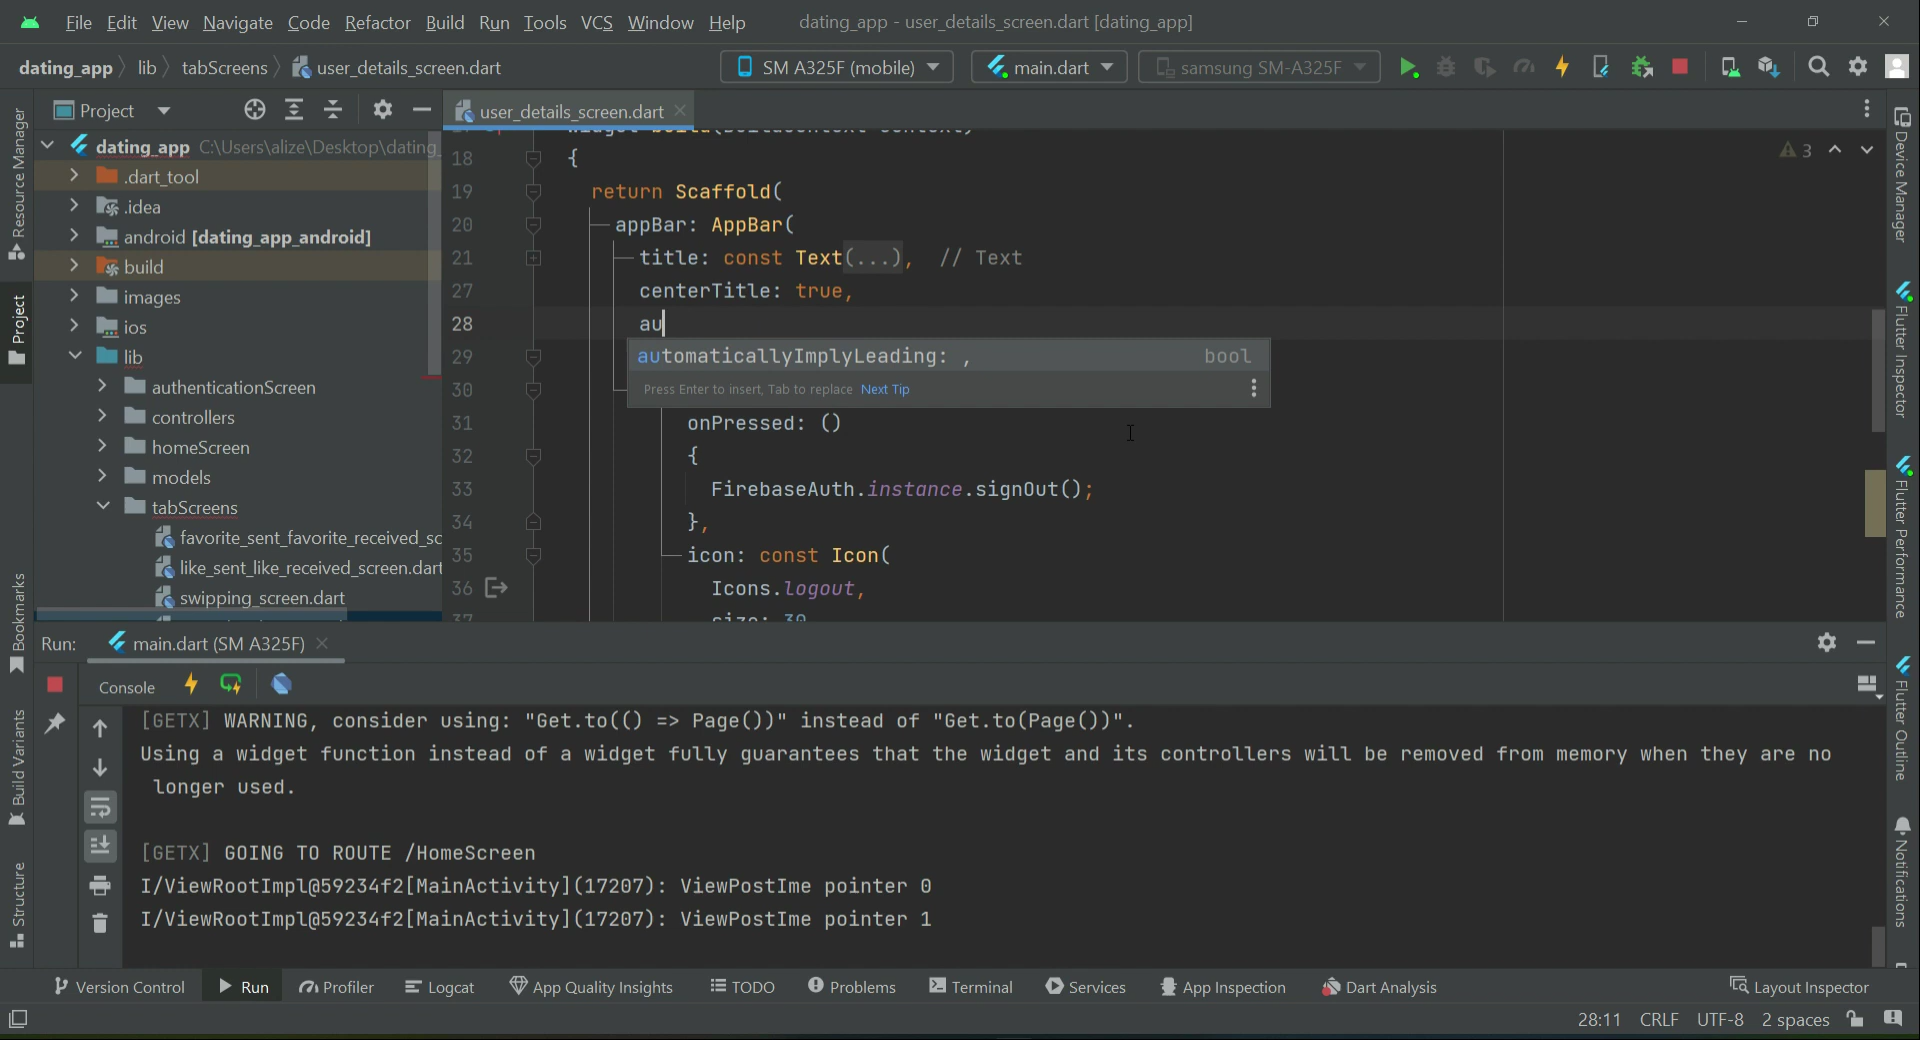 File Edit View Navigate Code Refactor Build Run Tools VCS Window Help dating_app - user_details_screen.dart [dating_app]
dating_app lib tabScreens user_details_screen.dart SM A325F (mobile) main.dart samsung SM-A325F
Project user_details_screen.dart
Resource Manager
Project
Bookmarks
Build Variants
Structure
dating_app C:\Users\alize\Desktop\dating_
.dart_tool
.idea
android [dating_app_android]
build
images
ios
lib
authenticationScreen
controllers
homeScreen
models
tabScreens
favorite_sent_favorite_received_sc
like_sent_like_received_screen.dart
swipping_screen.dart
3
18 {
19 return Scaffold(
20 appBar: AppBar(
21 title: const Text(...), // Text
27 centerTitle: true,
28 au
29 automaticallyImplyLeading: , bool
30 Press Enter to insert, Tab to replace Next Tip
31 onPressed: ()
32 {
33 FirebaseAuth.instance.signOut();
34 },
35 icon: const Icon(
36 Icons.logout,
37 size: 30
Device Manager
Flutter Inspector
Flutter Performance
Flutter Outline
Notifications
Run: main.dart (SM A325F)
Console
[GETX] WARNING, consider using: "Get.to(() => Page())" instead of "Get.to(Page())".
Using a widget function instead of a widget fully guarantees that the widget and its controllers will be removed from memory when they are no
longer used.
[GETX] GOING TO ROUTE /HomeScreen
I/ViewRootImpl@59234f2[MainActivity](17207): ViewPostIme pointer 0
I/ViewRootImpl@59234f2[MainActivity](17207): ViewPostIme pointer 1
Version Control Run Profiler Logcat App Quality Insights TODO Problems Terminal Services App Inspection Dart Analysis Layout Inspector
28:11 CRLF UTF-8 2 spaces